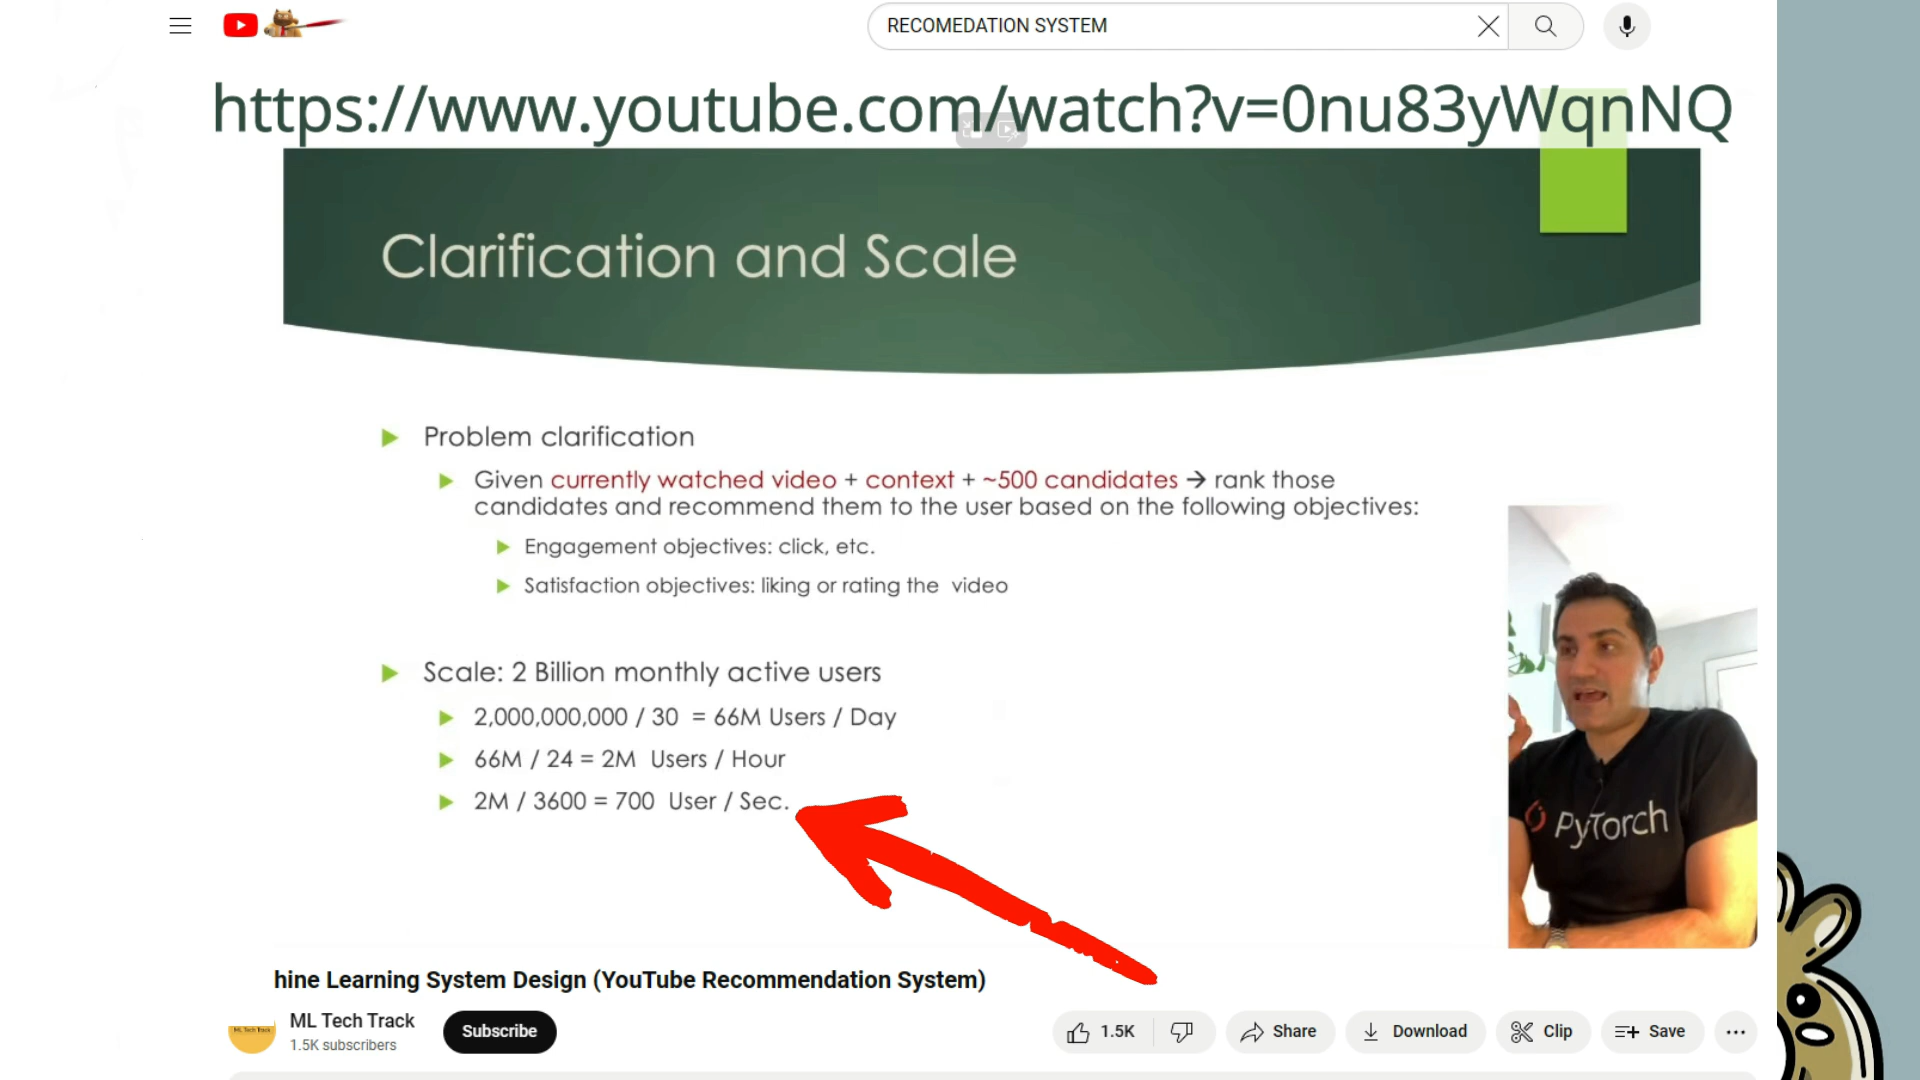 RECOMEDATION SYSTEM
https://www.youtube.com/watch?v=0nu83yWqnNQ
Clarification and Scale
Problem clarification
Given currently watched video + context + ~500 candidates → rank those
candidates and recommend them to the user based on the following objectives:
Engagement objectives: click, etc.
Satisfaction objectives: liking or rating the video
Scale: 2 Billion monthly active users
2,000,000,000 / 30 = 66M Users / Day
66M / 24 = 2M Users / Hour
2M / 3600 = 700 User / Sec.
PyTorch
hine Learning System Design (YouTube Recommendation System)
ML Tech Track
ML Tech Track
1.5K subscribers
Subscribe
1.5K
Share
Download
Clip
Save